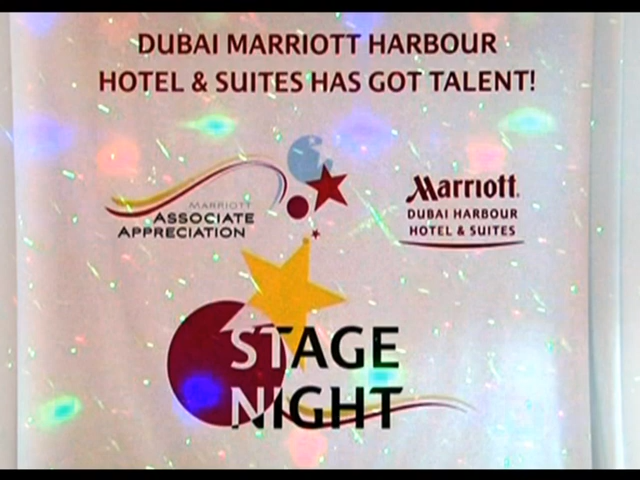 DUBAI MARRIOTT HARBOUR
HOTEL & SUITES HAS GOT TALENT!
MARRIOTT
ASSOCIATE
APPRECIATION
Marriott.
DUBAI HARBOUR
HOTEL & SUITES
STAGE
NIGHT